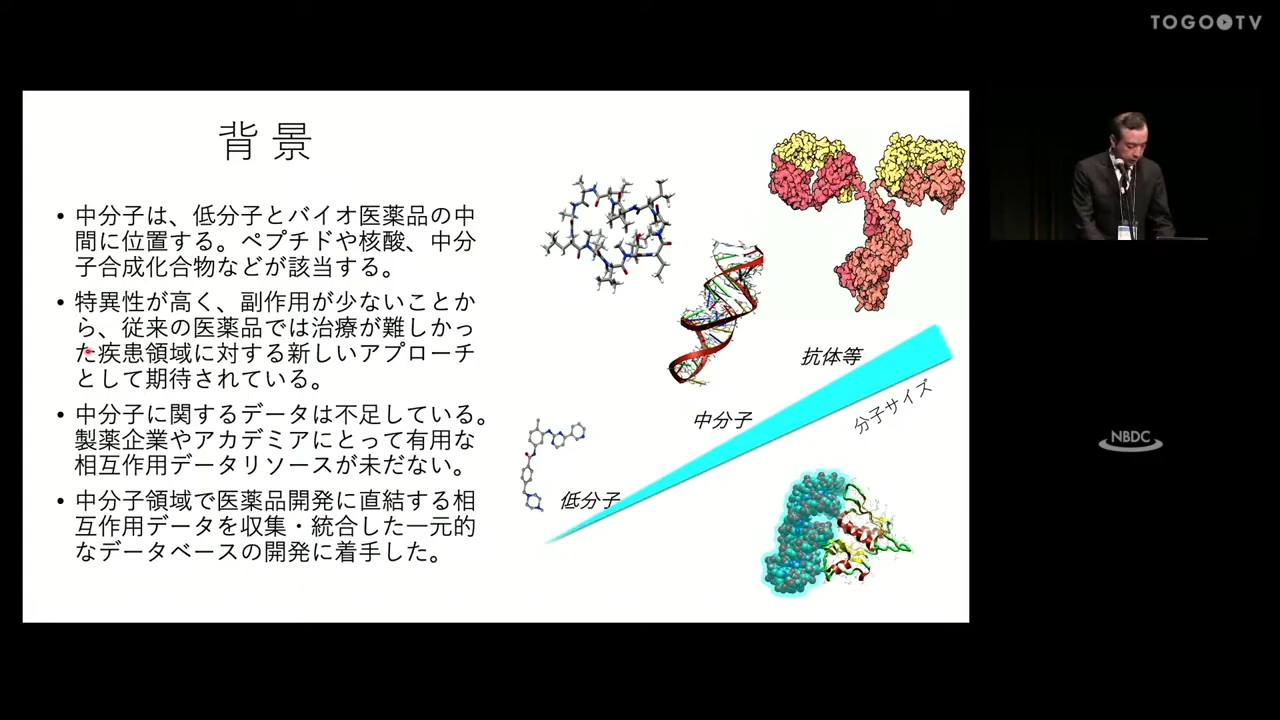 TOGOTV
背景
• 中分子は、低分子とバイオ医薬品の中
間に位置する。ペプチドや核酸、中分
子合成化合物などが該当する。
• 特異性が高く、副作用が少ないことか
ら、従来の医薬品では治療が難しかっ
た疾患領域に対する新しいアプローチ
として期待されている。
• 中分子に関するデータは不足している。
製薬企業やアカデミアにとって有用な
相互作用データリソースが未だない。
• 中分子領域で医薬品開発に直結する相
互作用データを収集・統合した一元的
なデータベースの開発に着手した。
抗体等
分子サイズ
中分子
低分子
NBDC